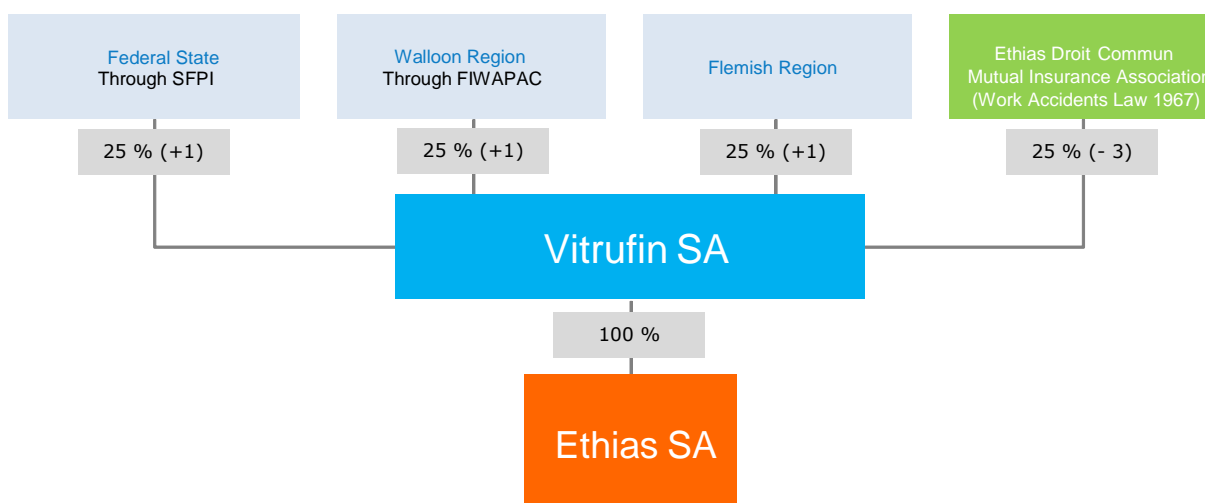 Federal State
Through SFPI
Walloon Region
Through FIWAPAC
Flemish Region
Ethias Droit Commun
Mutual Insurance Association
(Work Accidents Law 1967)
25 % (+1)
25 % (+1)
25 % (+1)
25 % (- 3)
Vitrufin SA
100 %
Ethias SA